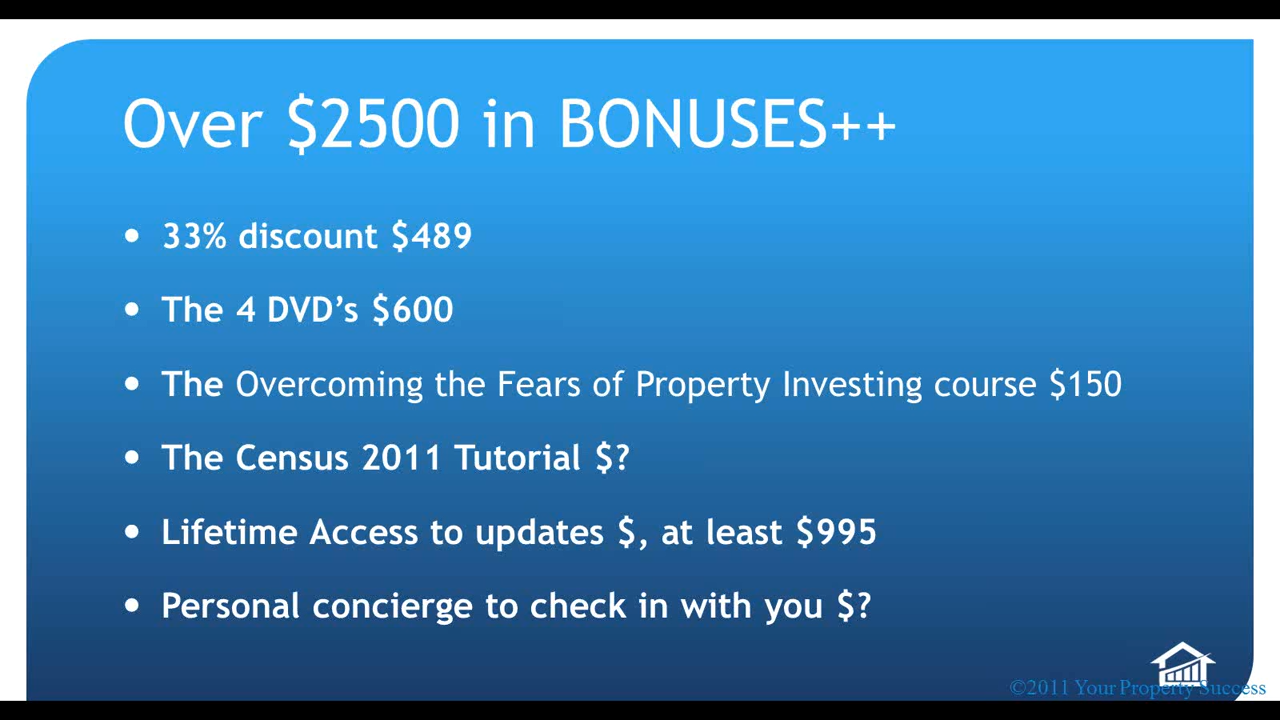 Over $2500 in BONUSES++
• 33% discount $489
• The 4 DVD’s $600
• The Overcoming the Fears of Property Investing course $150
• The Census 2011 Tutorial $?
• Lifetime Access to updates $, at least $995
• Personal concierge to check in with you $?
©2011 Your Property Success